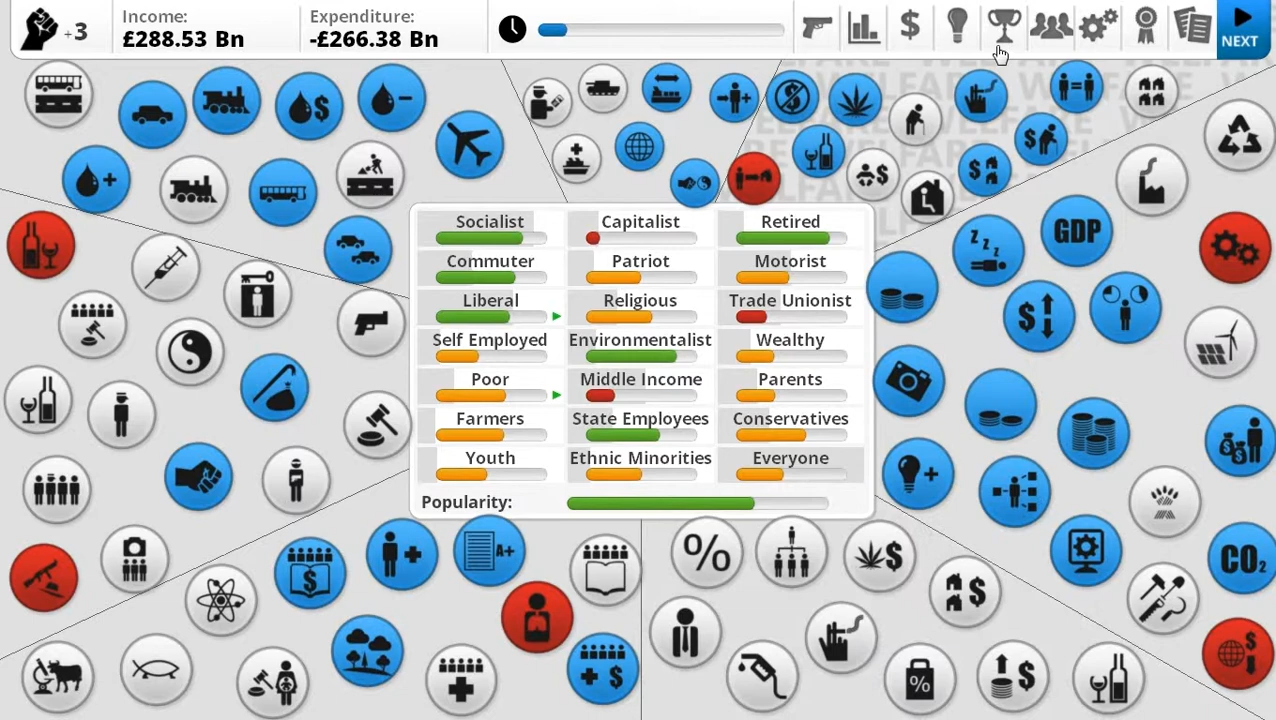 Income:
£288.53 Bn
Expenditure:
-£266.38 Bn
+3
NEXT
WELFARE WELFARE
Socialist
Capitalist
Retired
Commuter
Patriot
Motorist
Liberal
Religious
Trade Unionist
Self Employed
Environmentalist
Wealthy
Poor
Middle Income
Parents
Farmers
State Employees
Conservatives
Youth
Ethnic Minorities
Everyone
Popularity:
GDP
CO₂
A+
z z z